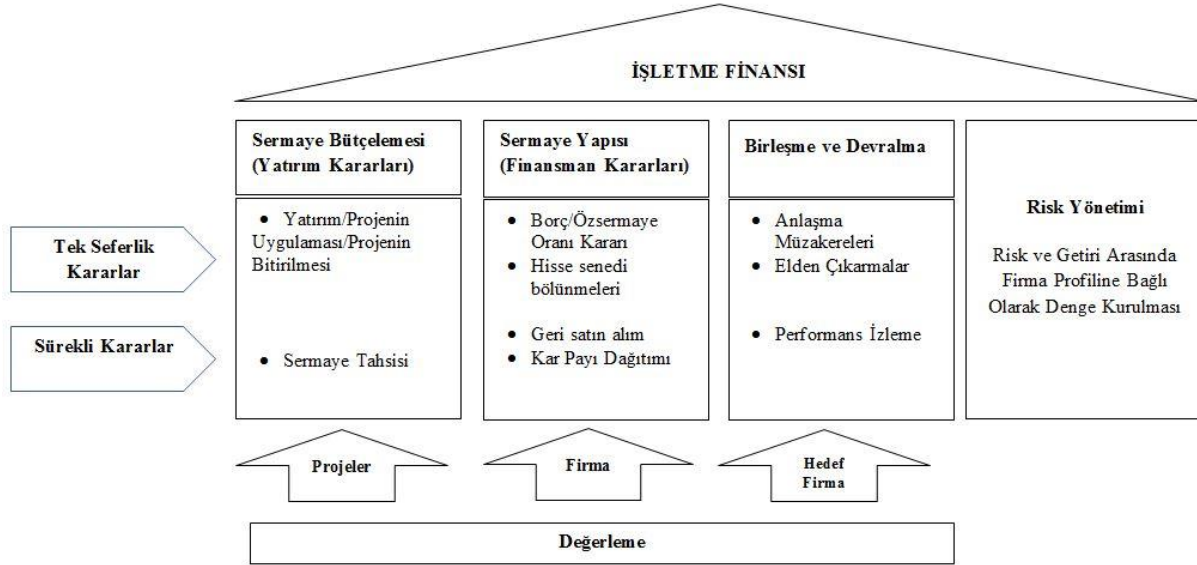 İŞLETME FİNANSI
Sermaye Bütçelemesi
(Yatırım Kararları)
Sermaye Yapısı
(Finansman Kararları)
Birleşme ve Devralma
Risk Yönetimi
Risk ve Getiri Arasında
Firma Profiline Bağlı
Olarak Denge Kurulması
Tek Seferlik
Kararlar
• Yatırım/Projenin
Uygulaması/Projenin
Bitirilmesi
• Borç/Özsermaye
Oranı Kararı
• Hisse senedi
bölünmeleri
• Anlaşma
Müzakereleri
• Elden Çıkarmalar
Sürekli Kararlar
• Sermaye Tahsisi
• Geri satın alım
• Kar Payı Dağıtımı
• Performans İzleme
Projeler
Firma
Hedef
Firma
Değerleme